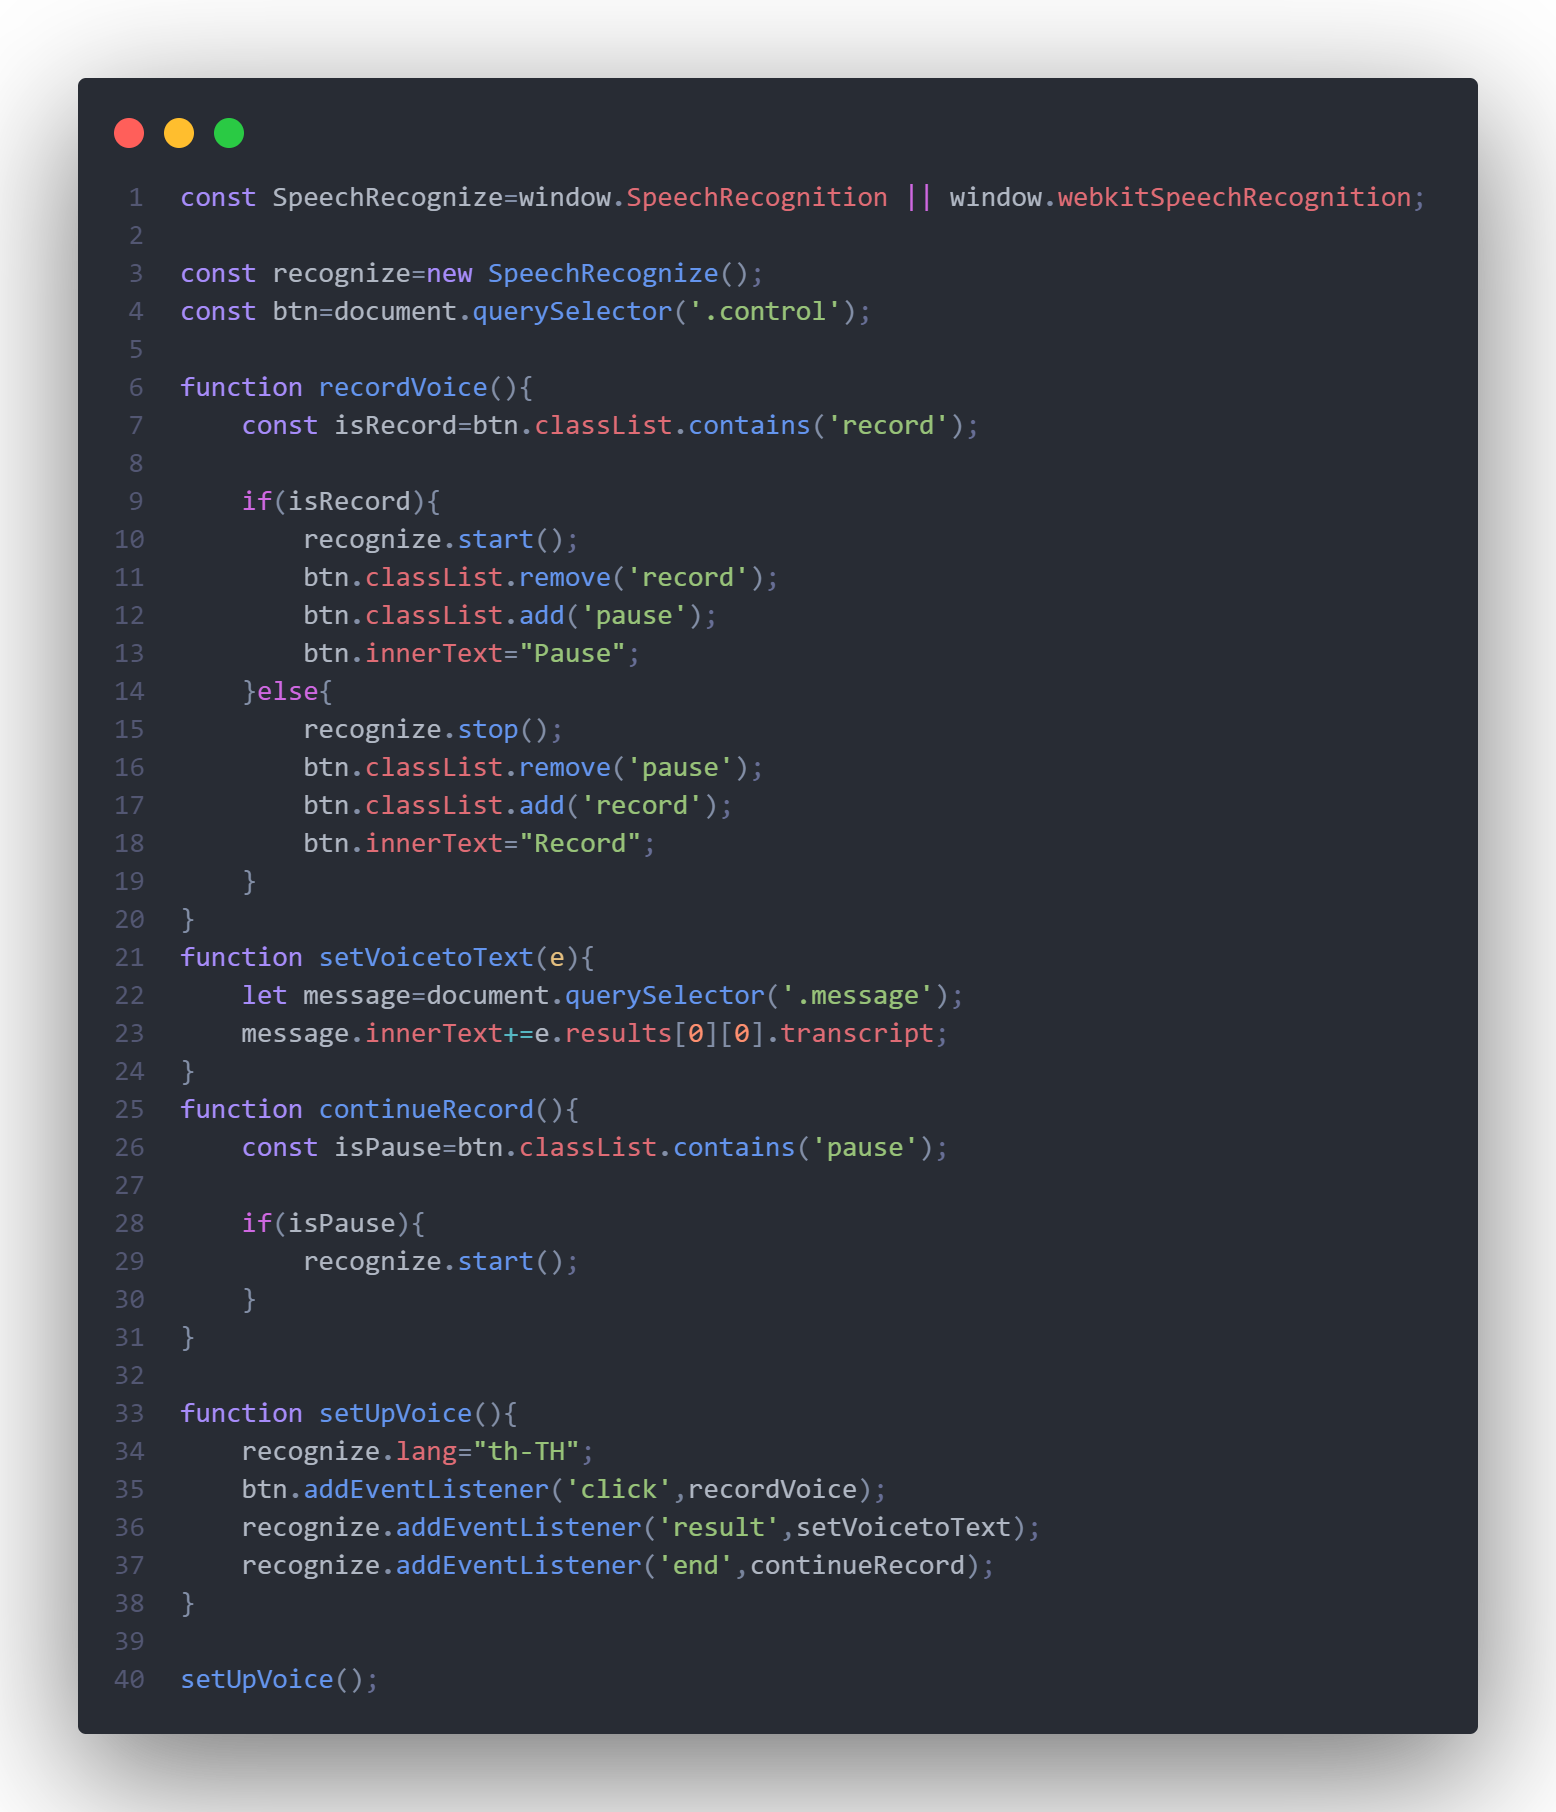 1 const SpeechRecognize=window.SpeechRecognition || window.webkitSpeechRecognition;
2
3 const recognize=new SpeechRecognize();
4 const btn=document.querySelector('.control');
5
6 function recordVoice(){
7     const isRecord=btn.classList.contains('record');
8
9     if(isRecord){
10         recognize.start();
11         btn.classList.remove('record');
12         btn.classList.add('pause');
13         btn.innerText="Pause";
14     }else{
15         recognize.stop();
16         btn.classList.remove('pause');
17         btn.classList.add('record');
18         btn.innerText="Record";
19     }
20 }
21 function setVoicetoText(e){
22     let message=document.querySelector('.message');
23     message.innerText+=e.results[0][0].transcript;
24 }
25 function continueRecord(){
26     const isPause=btn.classList.contains('pause');
27
28     if(isPause){
29         recognize.start();
30     }
31 }
32
33 function setUpVoice(){
34     recognize.lang="th-TH";
35     btn.addEventListener('click',recordVoice);
36     recognize.addEventListener('result',setVoicetoText);
37     recognize.addEventListener('end',continueRecord);
38 }
39
40 setUpVoice();